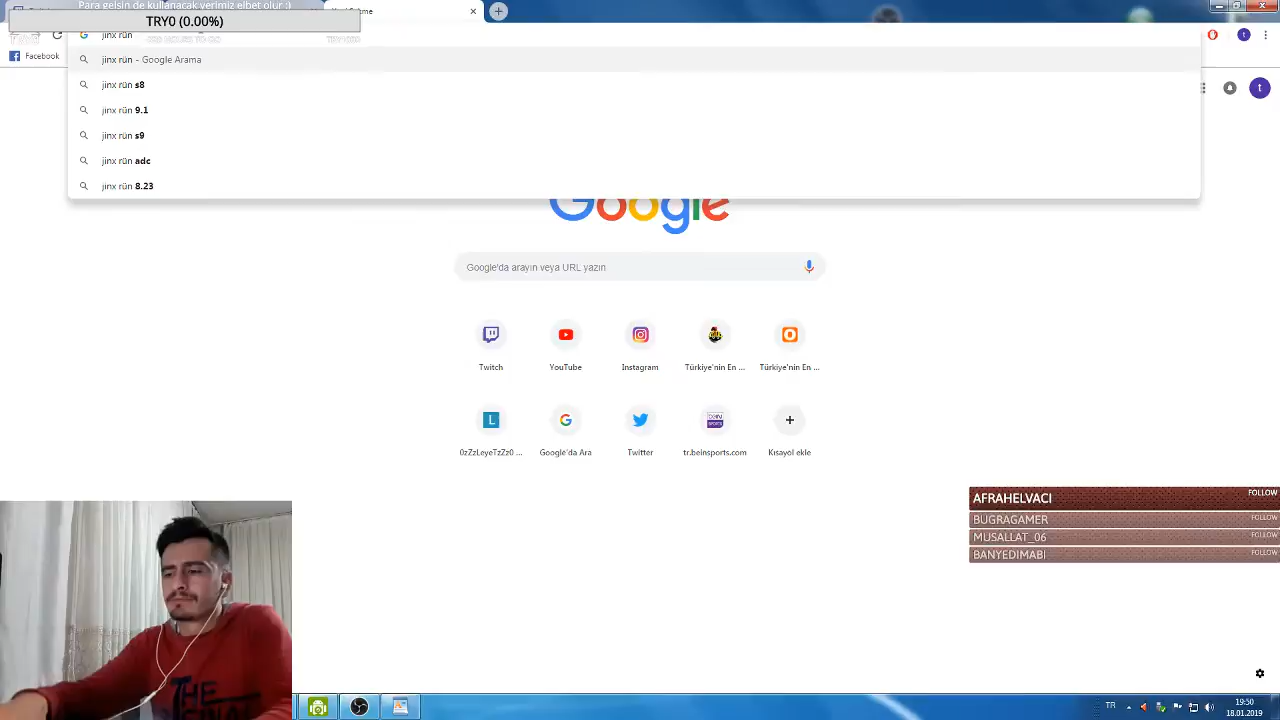 Para gelsin de kullanacak yerimiz elbet olur :)
TRY0 (0.00%)
jinx rün
Facebook
jinx rün - Google Arama
jinx rün s8
jinx rün 9.1
jinx rün s9
jinx rün adc
jinx rün 8.23
t
t
Google
Google'da arayın veya URL yazın
Twitch
YouTube
Instagram
Türkiye'nin En ...
Türkiye'nin En ...
L
0zZzLeyeTzZz0 ...
Google'da Ara
Twitter
tr.beinsports.com
Kısayol ekle
AFRAHELVACI FOLLOW
BUGRAGAMER FOLLOW
MUSALLAT_06 FOLLOW
BANYEDIMABI FOLLOW
THE
TR
19:50
18.01.2019